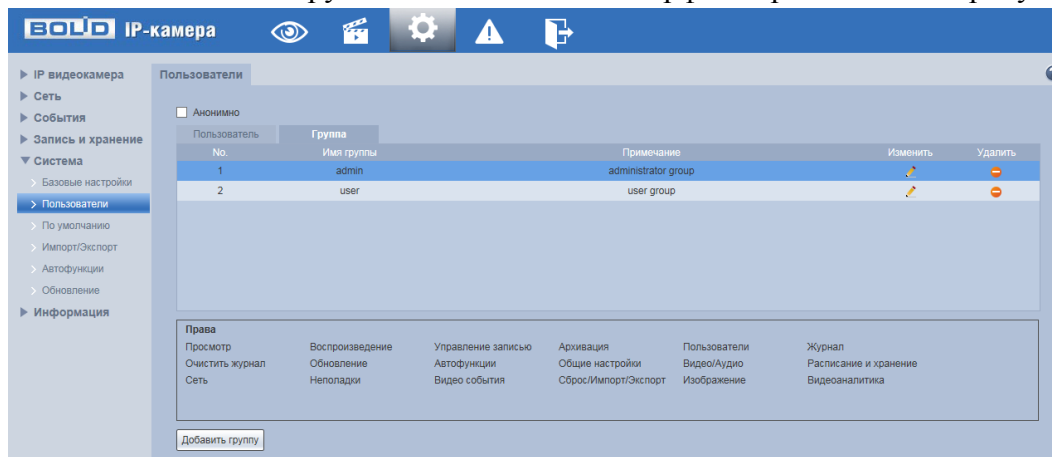 BOLID IP-камера
IP видеокамера
Сеть
События
Запись и хранение
Система
Базовые настройки
Пользователи
По умолчанию
Импорт/Экспорт
Автофункции
Обновление
Информация
Пользователи
Анонимно
Пользователь Группа
No. Имя группы Примечание Изменить Удалить
1 admin administrator group
2 user user group
Права
Просмотр Воспроизведение Управление записью Архивация Пользователи Журнал
Очистить журнал Обновление Автофункции Общие настройки Видео/Аудио Расписание и хранение
Сеть Неполадки Видео события Сброс/Импорт/Экспорт Изображение Видеоаналитика
Добавить группу